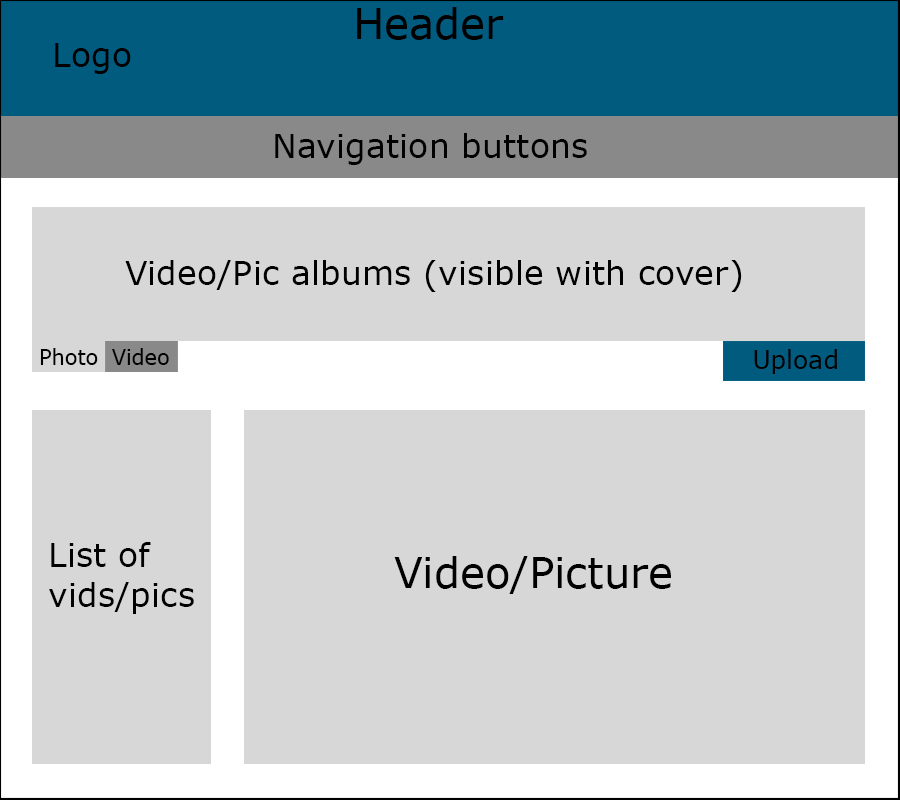 Header
Logo
Navigation buttons
Video/Pic albums (visible with cover)
Photo Video
Upload
List of
vids/pics
Video/Picture